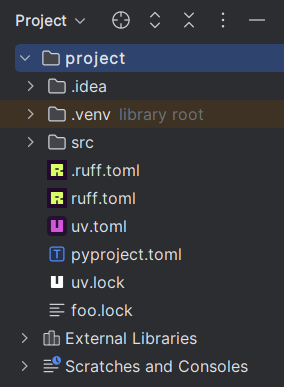 Project
project
.idea
.venv library root
src
.ruff.toml
ruff.toml
uv.toml
pyproject.toml
uv.lock
foo.lock
External Libraries
Scratches and Consoles